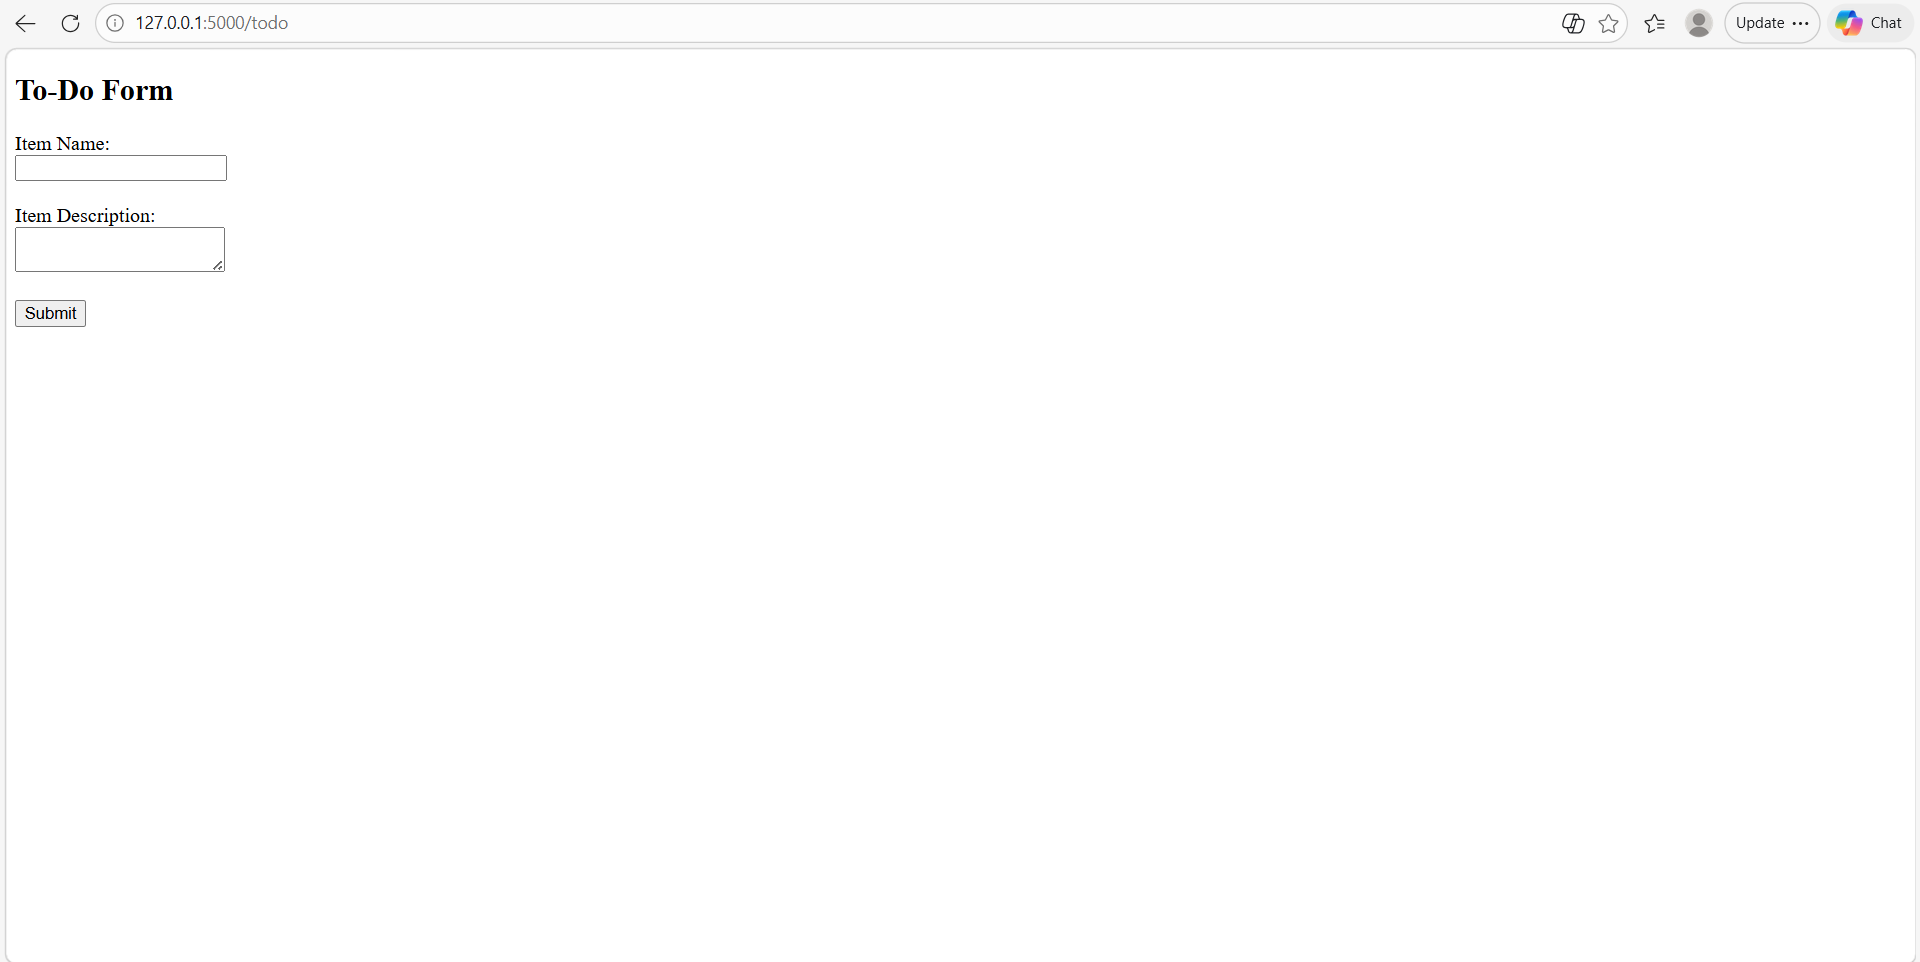 127.0.0.1:5000/todo
Update
Chat
To-Do Form
Item Name:
Item Description:
Submit